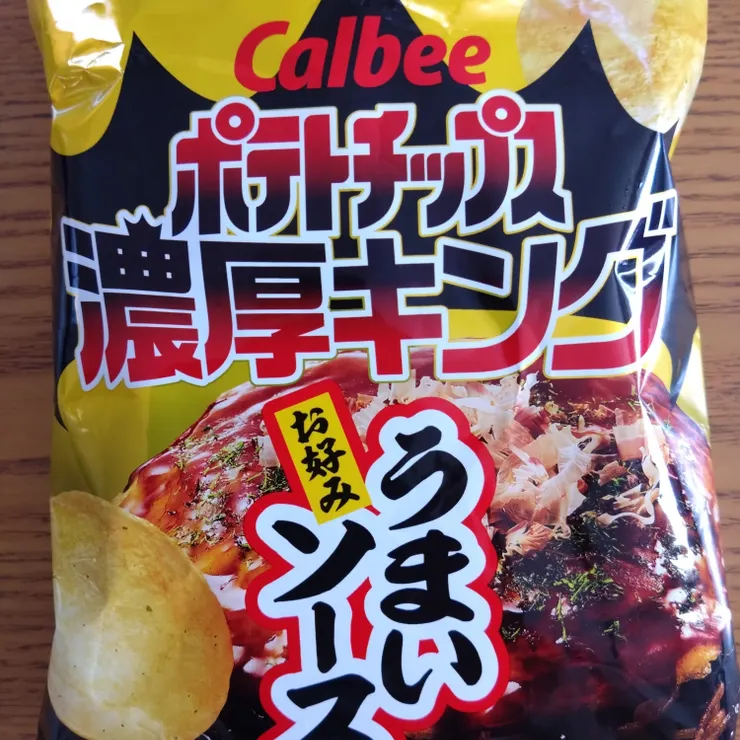 Calbee
ポテトチップス
濃厚キング
うまい
お好み
ソース